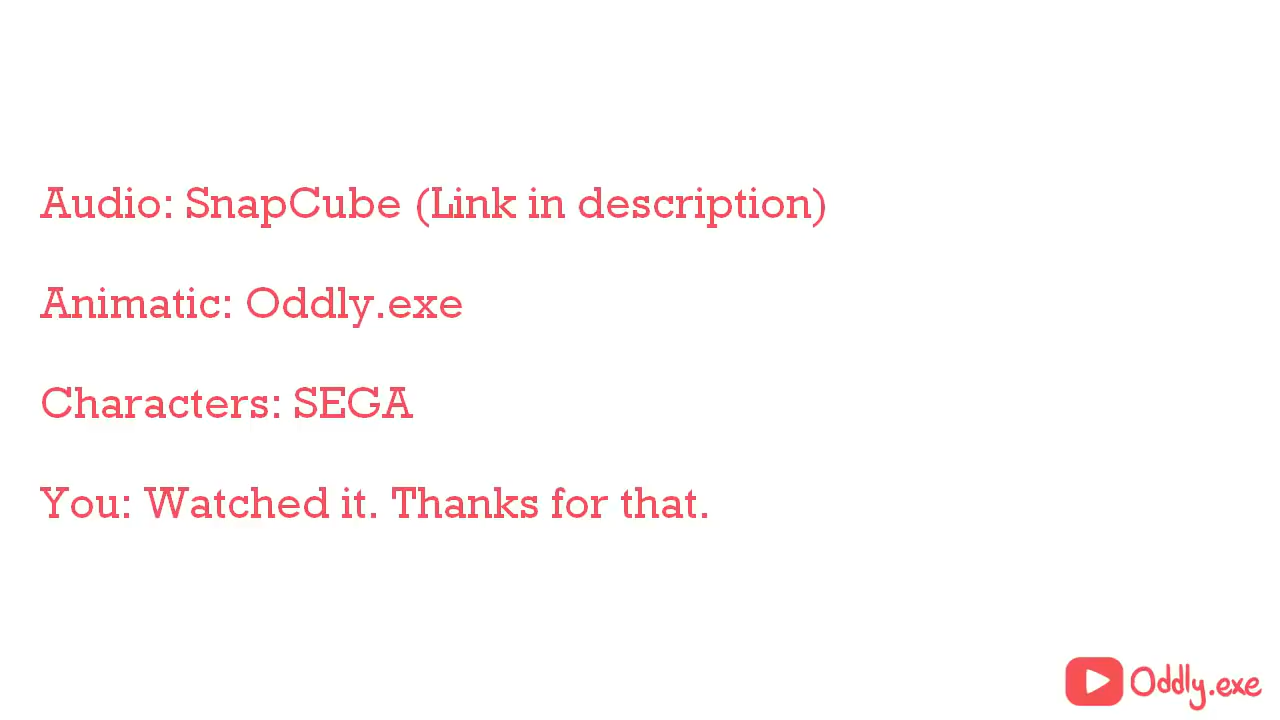 Audio: SnapCube (Link in description)
Animatic: Oddly.exe
Characters: SEGA
You: Watched it. Thanks for that.
Oddly.exe